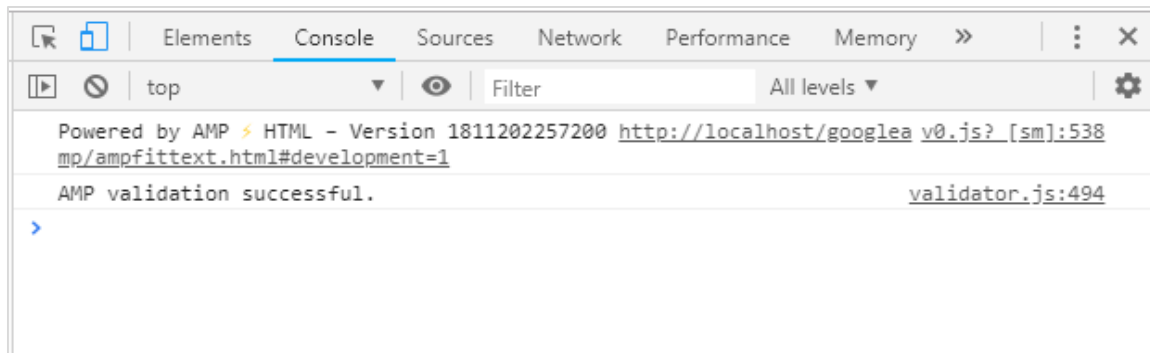 Elements Console Sources Network Performance Memory »
top Filter All levels
Powered by AMP ⚡ HTML – Version 1811202257200 http://localhost/googlea v0.js? [sm]:538
mp/ampfittext.html#development=1
AMP validation successful. validator.js:494